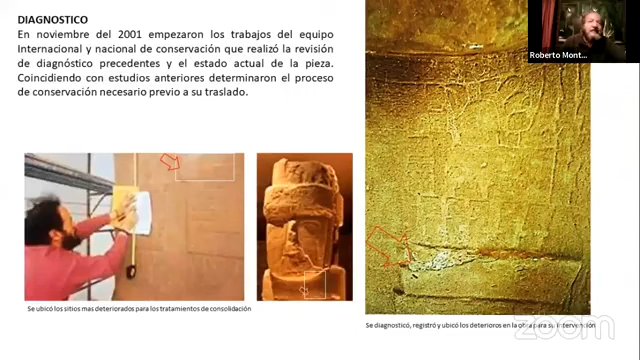 DIAGNOSTICO
En noviembre del 2001 empezaron los trabajos del equipo
Internacional y nacional de conservación que realizó la revisión
de diagnóstico precedentes y el estado actual de la pieza.
Coincidiendo con estudios anteriores determinaron el proceso
de conservación necesario previo a su traslado.
Roberto Mont...
Se ubicó los sitios mas deteriorados para los tratamientos de consolidación
Se diagnosticó, registró y ubicó los deterioros en la obra para su intervención
zoom